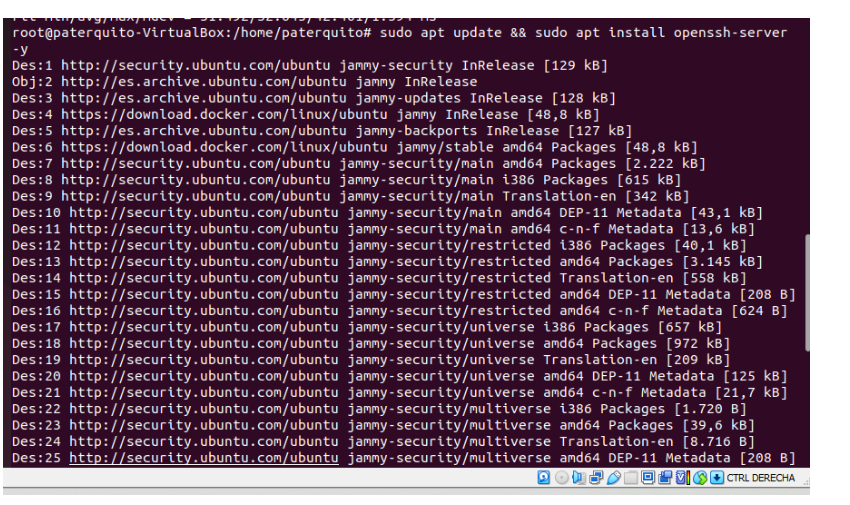 rtt min/avg/max/mdev =
root@paterquito-VirtualBox:/home/paterquito# sudo apt update && sudo apt install openssh-server
-y
Des:1 http://security.ubuntu.com/ubuntu jammy-security InRelease [129 kB]
Obj:2 http://es.archive.ubuntu.com/ubuntu jammy InRelease
Des:3 http://es.archive.ubuntu.com/ubuntu jammy-updates InRelease [128 kB]
Des:4 https://download.docker.com/linux/ubuntu jammy InRelease [48,8 kB]
Des:5 http://es.archive.ubuntu.com/ubuntu jammy-backports InRelease [127 kB]
Des:6 https://download.docker.com/linux/ubuntu jammy/stable amd64 Packages [48,8 kB]
Des:7 http://security.ubuntu.com/ubuntu jammy-security/main amd64 Packages [2.222 kB]
Des:8 http://security.ubuntu.com/ubuntu jammy-security/main i386 Packages [615 kB]
Des:9 http://security.ubuntu.com/ubuntu jammy-security/main Translation-en [342 kB]
Des:10 http://security.ubuntu.com/ubuntu jammy-security/main amd64 DEP-11 Metadata [43,1 kB]
Des:11 http://security.ubuntu.com/ubuntu jammy-security/main amd64 c-n-f Metadata [13,6 kB]
Des:12 http://security.ubuntu.com/ubuntu jammy-security/restricted i386 Packages [40,1 kB]
Des:13 http://security.ubuntu.com/ubuntu jammy-security/restricted amd64 Packages [3.145 kB]
Des:14 http://security.ubuntu.com/ubuntu jammy-security/restricted Translation-en [558 kB]
Des:15 http://security.ubuntu.com/ubuntu jammy-security/restricted amd64 DEP-11 Metadata [208 B]
Des:16 http://security.ubuntu.com/ubuntu jammy-security/restricted amd64 c-n-f Metadata [624 B]
Des:17 http://security.ubuntu.com/ubuntu jammy-security/universe i386 Packages [657 kB]
Des:18 http://security.ubuntu.com/ubuntu jammy-security/universe amd64 Packages [972 kB]
Des:19 http://security.ubuntu.com/ubuntu jammy-security/universe Translation-en [209 kB]
Des:20 http://security.ubuntu.com/ubuntu jammy-security/universe amd64 DEP-11 Metadata [125 kB]
Des:21 http://security.ubuntu.com/ubuntu jammy-security/universe amd64 c-n-f Metadata [21,7 kB]
Des:22 http://security.ubuntu.com/ubuntu jammy-security/multiverse i386 Packages [1.720 B]
Des:23 http://security.ubuntu.com/ubuntu jammy-security/multiverse amd64 Packages [39,6 kB]
Des:24 http://security.ubuntu.com/ubuntu jammy-security/multiverse Translation-en [8.716 B]
Des:25 http://security.ubuntu.com/ubuntu jammy-security/multiverse amd64 DEP-11 Metadata [208 B]
CTRL DERECHA